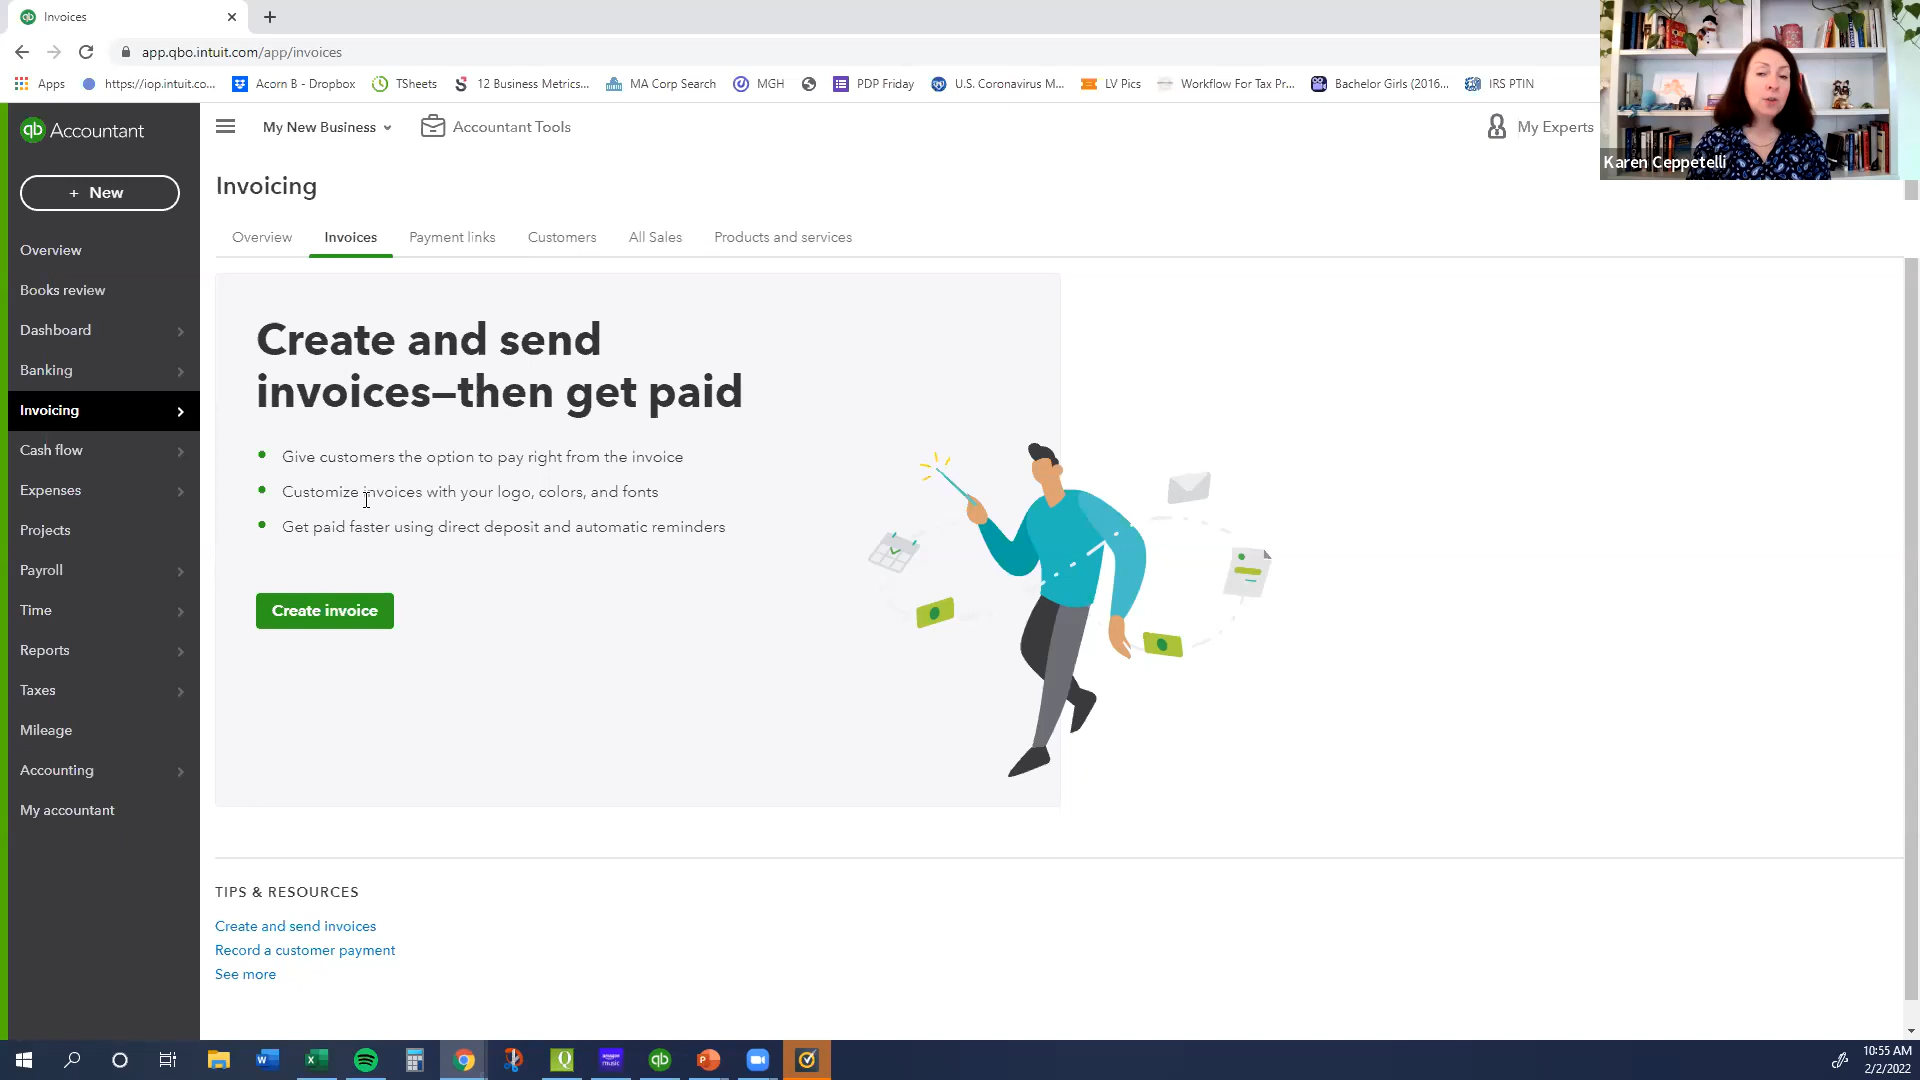 Invoices
app.qbo.intuit.com/app/invoices
Apps
https://iop.intuit.co...
Acorn B - Dropbox
TSheets
12 Business Metrics...
MA Corp Search
MGH
PDP Friday
U.S. Coronavirus M...
LV Pics
Workflow For Tax Pr...
Bachelor Girls (2016...
IRS PTIN
Karen Ceppetelli
qb Accountant
My New Business
Accountant Tools
My Experts
+ New
Overview
Books review
Dashboard
Banking
Invoicing
Cash flow
Expenses
Projects
Payroll
Time
Reports
Taxes
Mileage
Accounting
My accountant
Invoicing
Overview
Invoices
Payment links
Customers
All Sales
Products and services
Create and send
invoices—then get paid
Give customers the option to pay right from the invoice
Customize invoices with your logo, colors, and fonts
Get paid faster using direct deposit and automatic reminders
Create invoice
TIPS & RESOURCES
Create and send invoices
Record a customer payment
See more
10:55 AM
2/2/2022